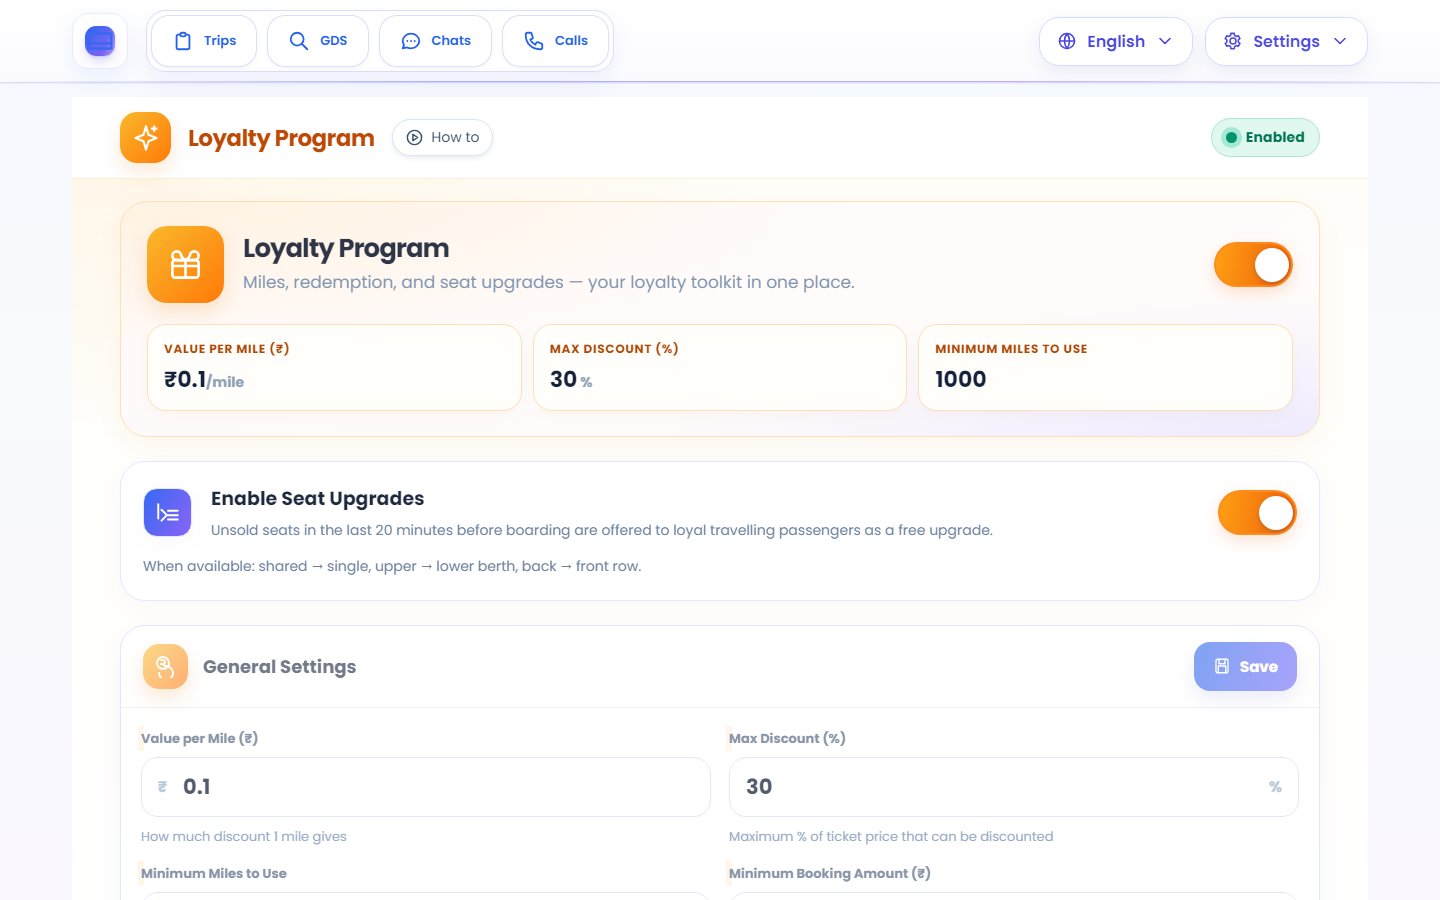 Trips
GDS
Chats
Calls
English
Settings
Loyalty Program
How to
Enabled
Loyalty Program
Miles, redemption, and seat upgrades — your loyalty toolkit in one place.
VALUE PER MILE (₹)
₹0.1/mile
MAX DISCOUNT (%)
30 %
MINIMUM MILES TO USE
1000
Enable Seat Upgrades
Unsold seats in the last 20 minutes before boarding are offered to loyal travelling passengers as a free upgrade.
When available: shared → single, upper → lower berth, back → front row.
General Settings
Save
Value per Mile (₹)
₹ 0.1
How much discount 1 mile gives
Max Discount (%)
30 %
Maximum % of ticket price that can be discounted
Minimum Miles to Use
Minimum Booking Amount (₹)